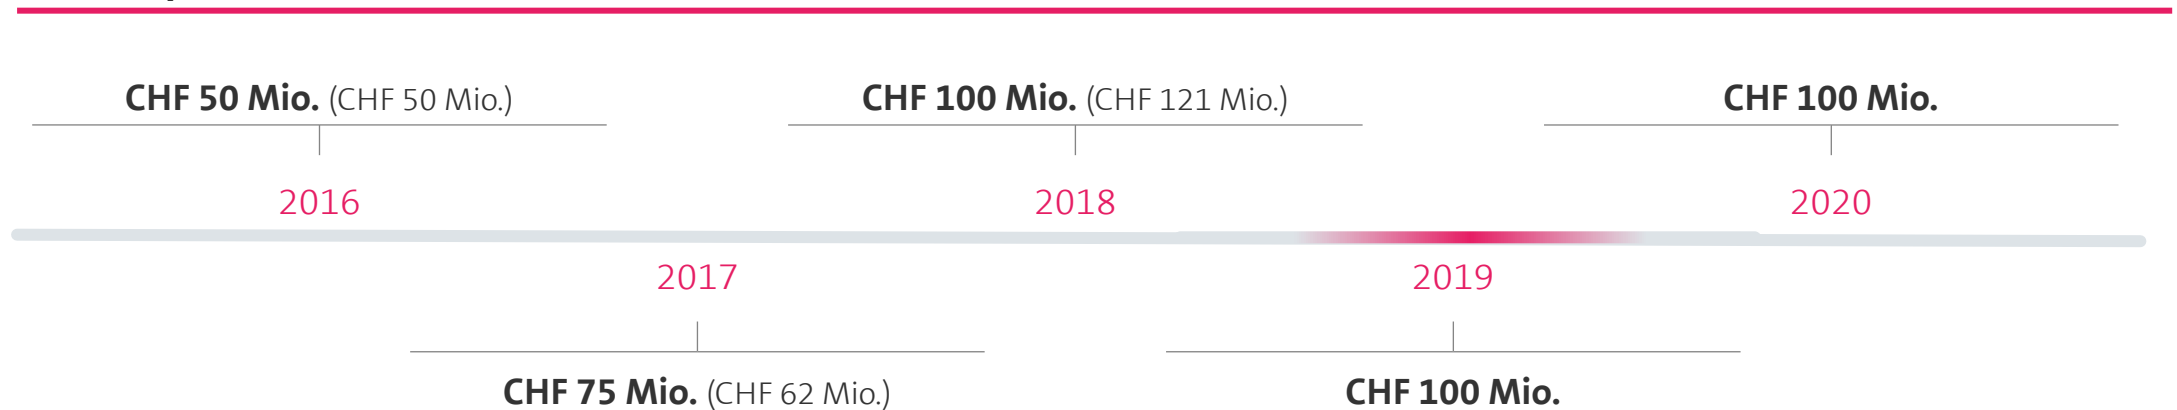 CHF 50 Mio. (CHF 50 Mio.)
CHF 100 Mio. (CHF 121 Mio.)
CHF 100 Mio.
2016
2018
2020
2017
2019
CHF 75 Mio. (CHF 62 Mio.)
CHF 100 Mio.